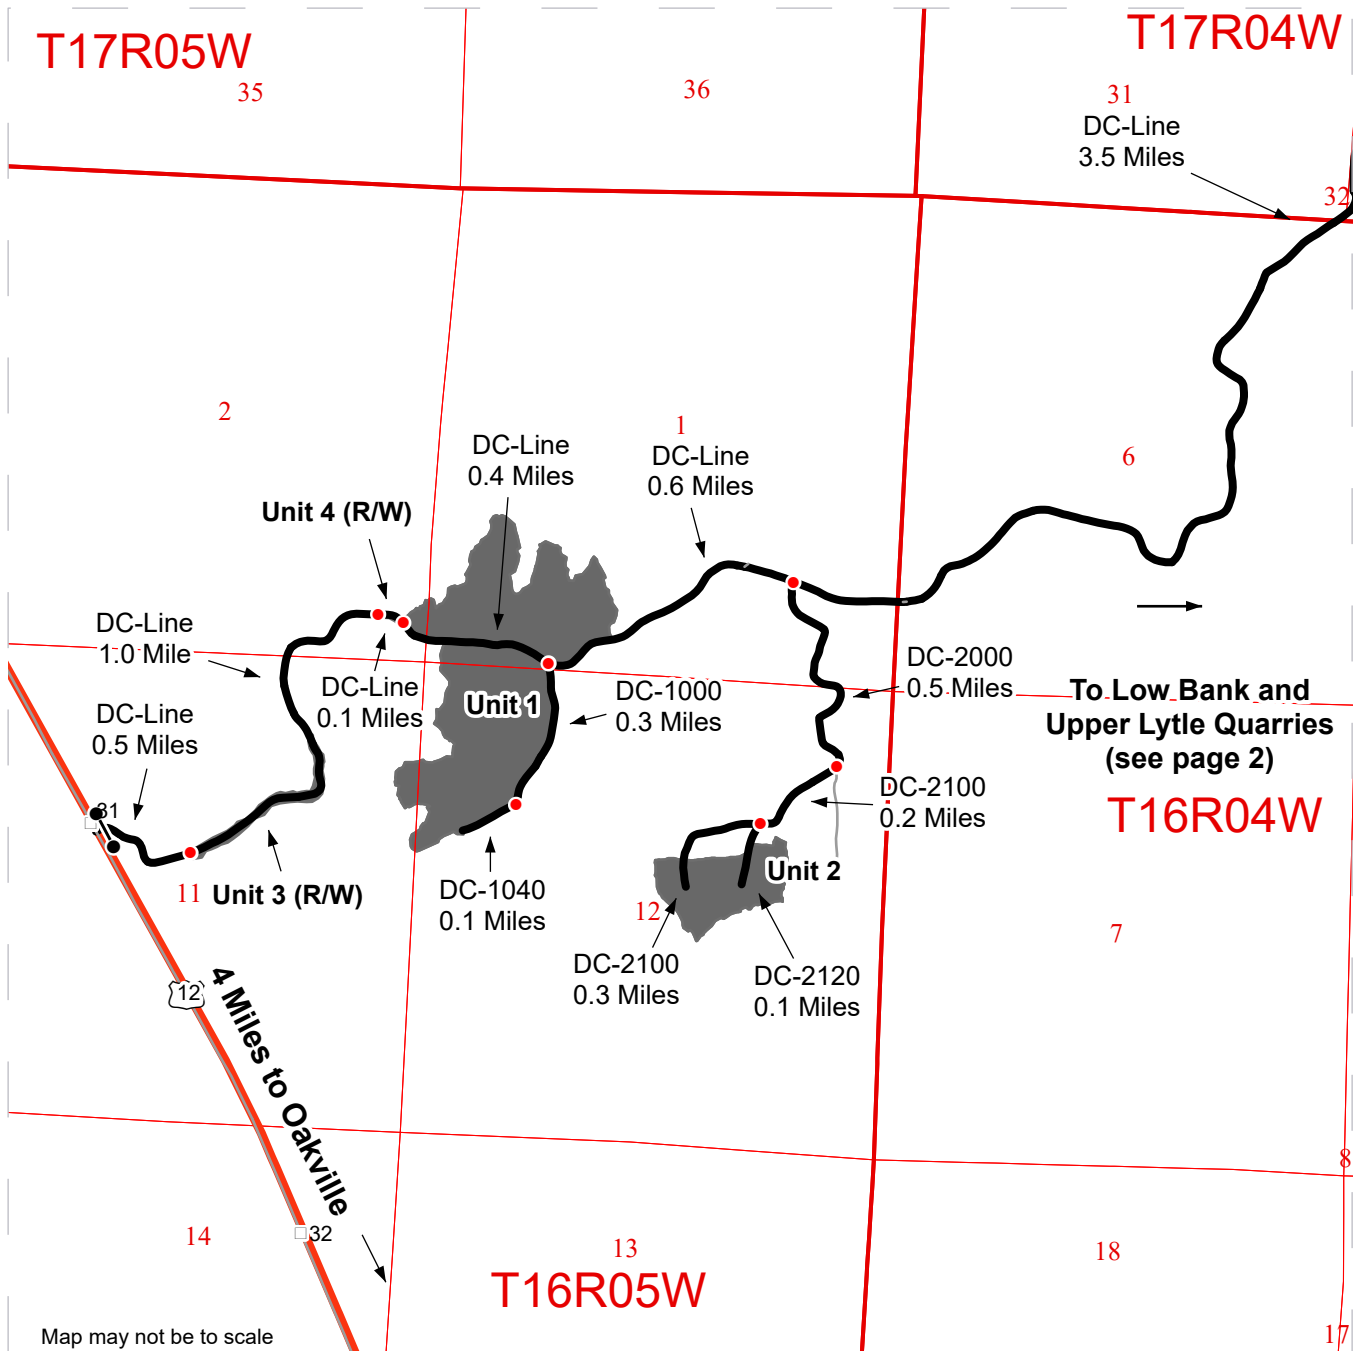 T17R05W
T17R04W
35
36
31
DC-Line
3.5 Miles
32
2
1
DC-Line
0.4 Miles
DC-Line
0.6 Miles
6
Unit 4 (R/W)
DC-Line
1.0 Mile
DC-Line
0.1 Miles
Unit 1
DC-1000
0.3 Miles
DC-2000
0.5 Miles
To Low Bank and
Upper Lytle Quarries
(see page 2)
DC-Line
0.5 Miles
31
DC-2100
0.2 Miles
T16R04W
11
Unit 3 (R/W)
DC-1040
0.1 Miles
Unit 2
12
7
DC-2100
0.3 Miles
DC-2120
0.1 Miles
12
4 Miles to Oakville
8
14
32
13
18
T16R05W
17
Map may not be to scale